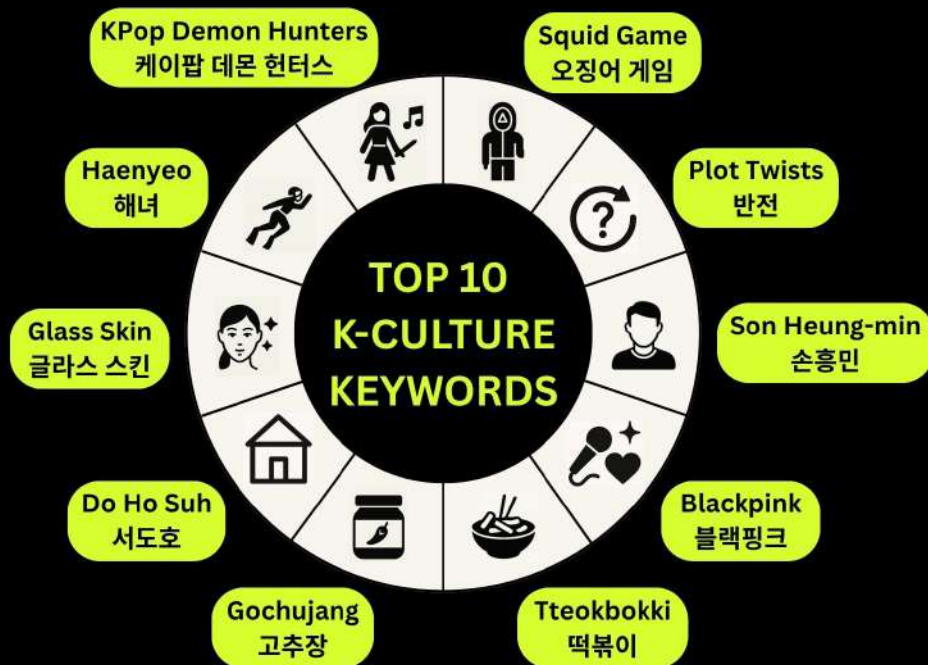 KPop Demon Hunters
케이팝 데몬 헌터스
Squid Game
오징어 게임
Haenyeo
해녀
Plot Twists
반전
TOP 10
K-CULTURE
KEYWORDS
Glass Skin
글라스 스킨
Son Heung-min
손흥민
Do Ho Suh
서도호
Blackpink
블랙핑크
Gochujang
고추장
Tteokbokki
떡볶이